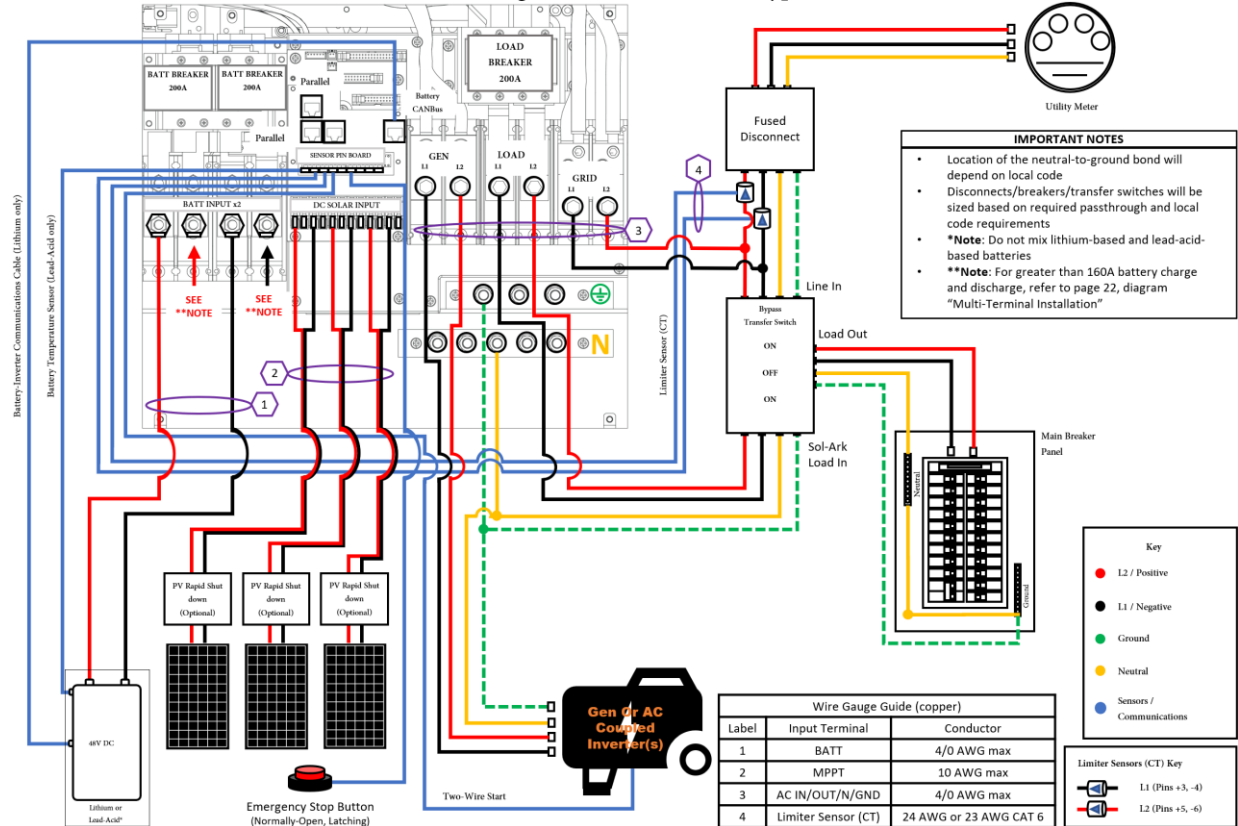 BATT BREAKER
200A
BATT BREAKER
200A
Parallel
Parallel
Battery
CANBus
LOAD
BREAKER
200A
SENSOR PIN BOARD
GEN
L1
L2
LOAD
L1
L2
GRID
L1
L2
BATT INPUT x2
DC SOLAR INPUT
SEE
**NOTE
SEE
**NOTE
N
1
2
3
4
Battery-Inverter Communications Cable (Lithium only)
Battery Temperature Sensor (Lead-Acid only)
Limiter Sensor (CT)
Utility Meter
Fused
Disconnect
Line In
Bypass
Transfer Switch
ON
OFF
ON
Load Out
Sol-Ark
Load In
IMPORTANT NOTES
• Location of the neutral-to-ground bond will
depend on local code
• Disconnects/breakers/transfer switches will be
sized based on required passthrough and local
code requirements
• *Note: Do not mix lithium-based and lead-acid-
based batteries
• **Note: For greater than 160A battery charge
and discharge, refer to page 22, diagram
“Multi-Terminal Installation”
Main Breaker
Panel
Neutral
Ground
PV Rapid Shut
down
(Optional)
PV Rapid Shut
down
(Optional)
PV Rapid Shut
down
(Optional)
48V DC
Lithium or
Lead-Acid*
Emergency Stop Button
(Normally-Open, Latching)
Two-Wire Start
Gen Or AC
Coupled
Inverter(s)
Wire Gauge Guide (copper)
Label Input Terminal Conductor
1 BATT 4/0 AWG max
2 MPPT 10 AWG max
3 AC IN/OUT/N/GND 4/0 AWG max
4 Limiter Sensor (CT) 24 AWG or 23 AWG CAT 6
Key
L2 / Positive
L1 / Negative
Ground
Neutral
Sensors /
Communications
Limiter Sensors (CT) Key
L1 (Pins +3, -4)
L2 (Pins +5, -6)